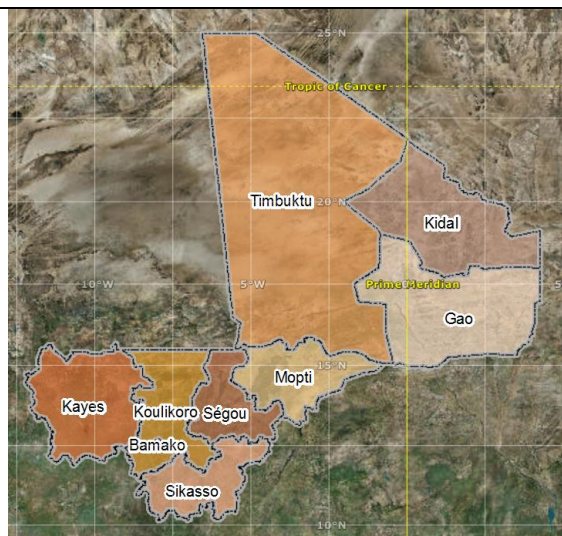 25°N
Tropic of Cancer
Timbuktu
20°N
Kidal
10°W
5°W
Prime Meridian
5
Gao
15°N
Mopti
Kayes
Koulikoro
Ségou
Bamako
Sikasso
10°N